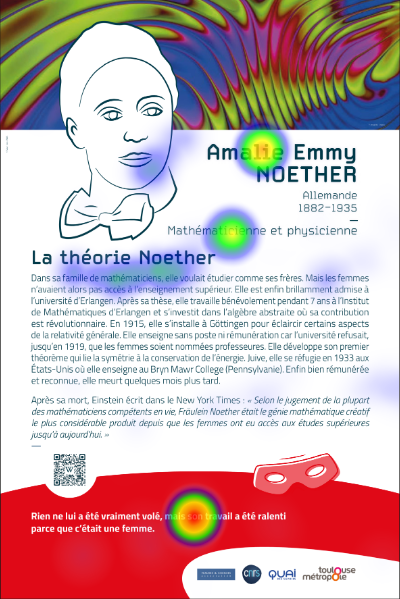 Amalie Emmy
NOETHER
Allemande
1882-1935
Mathématicienne et physicienne
La théorie Noether
Dans sa famille de mathématiciens, elle voulait étudier comme ses frères. Mais les femmes
n'avaient alors pas accès à l'enseignement supérieur. Elle est enfin brillamment admise à
l'université d'Erlangen. Après sa thèse, elle travaille bénévolement pendant 7 ans à l'Institut
de Mathématiques d'Erlangen et s'investit dans l'algèbre abstraite où sa contribution
est révolutionnaire. En 1915, elle s'installe à Göttingen pour éclaircir certains aspects
de la relativité générale. Elle enseigne sans poste ni rémunération car l'université refusait,
jusqu'en 1919, que les femmes soient nommées professeures. Elle développe son premier
théorème qui lie la symétrie à la conservation de l'énergie. Juive, elle se réfugie en 1933 aux
États-Unis où elle enseigne au Bryn Mawr College (Pennsylvanie). Enfin bien rémunérée
et reconnue, elle meurt quelques mois plus tard.
Après sa mort, Einstein écrit dans le New York Times : « Selon le jugement de la plupart
des mathématiciens compétents en vie, Fräulein Noether était le génie mathématique créatif
le plus considérable produit depuis que les femmes ont eu accès aux études supérieures
jusqu'à aujourd'hui. »
Rien ne lui a été vraiment volé, mais son travail a été ralenti
parce que c'était une femme.
cnrs
QUAI
toulouse
métropole